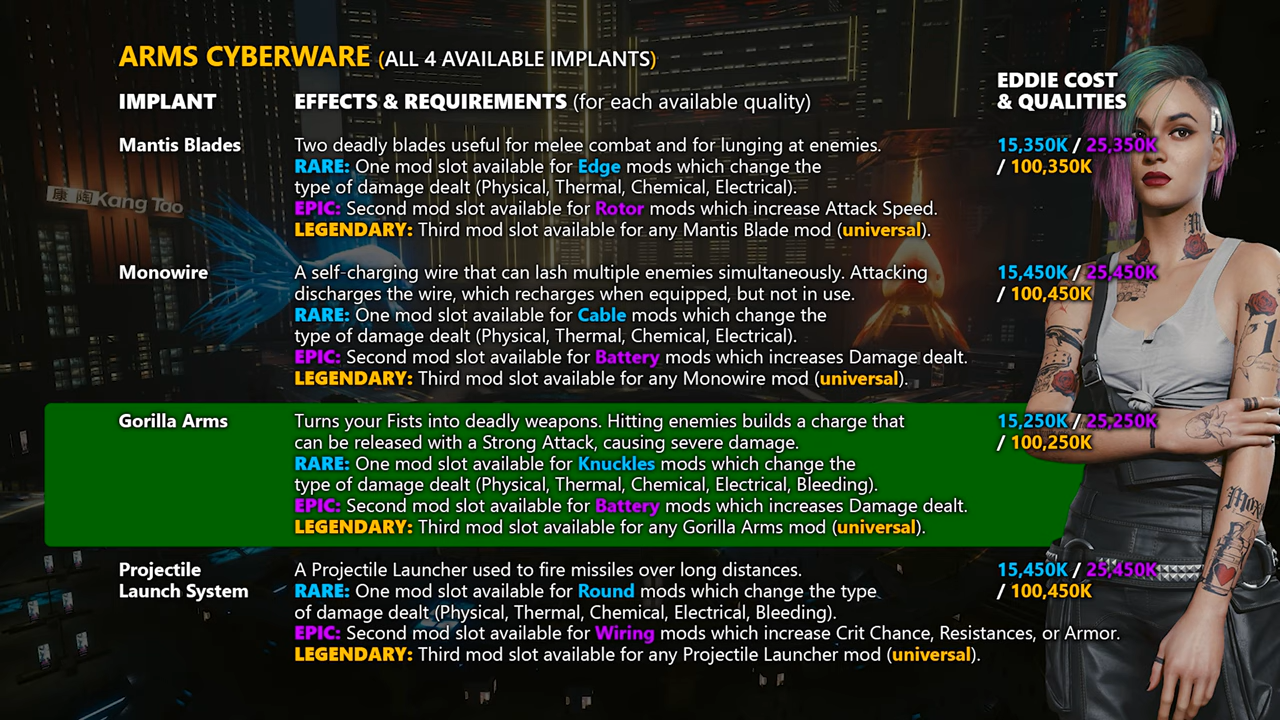 ARMS CYBERWARE (ALL 4 AVAILABLE IMPLANTS)
IMPLANT
EFFECTS & REQUIREMENTS (for each available quality)
EDDIE COST
& QUALITIES
Mantis Blades
Two deadly blades useful for melee combat and for lunging at enemies.
RARE: One mod slot available for Edge mods which change the
type of damage dealt (Physical, Thermal, Chemical, Electrical).
EPIC: Second mod slot available for Rotor mods which increase Attack Speed.
LEGENDARY: Third mod slot available for any Mantis Blade mod (universal).
15,350K / 25,350K
/ 100,350K
Monowire
A self-charging wire that can lash multiple enemies simultaneously. Attacking
discharges the wire, which recharges when equipped, but not in use.
RARE: One mod slot available for Cable mods which change the
type of damage dealt (Physical, Thermal, Chemical, Electrical).
EPIC: Second mod slot available for Battery mods which increases Damage dealt.
LEGENDARY: Third mod slot available for any Monowire mod (universal).
15,450K / 25,450K
/ 100,450K
Gorilla Arms
Turns your Fists into deadly weapons. Hitting enemies builds a charge that
can be released with a Strong Attack, causing severe damage.
RARE: One mod slot available for Knuckles mods which change the
type of damage dealt (Physical, Thermal, Chemical, Electrical, Bleeding).
EPIC: Second mod slot available for Battery mods which increases Damage dealt.
LEGENDARY: Third mod slot available for any Gorilla Arms mod (universal).
15,250K / 25,250K
/ 100,250K
Projectile
Launch System
A Projectile Launcher used to fire missiles over long distances.
RARE: One mod slot available for Round mods which change the type
of damage dealt (Physical, Thermal, Chemical, Electrical, Bleeding).
EPIC: Second mod slot available for Wiring mods which increase Crit Chance, Resistances, or Armor.
LEGENDARY: Third mod slot available for any Projectile Launcher mod (universal).
15,450K / 25,450K
/ 100,450K
康陶 Kang Tao